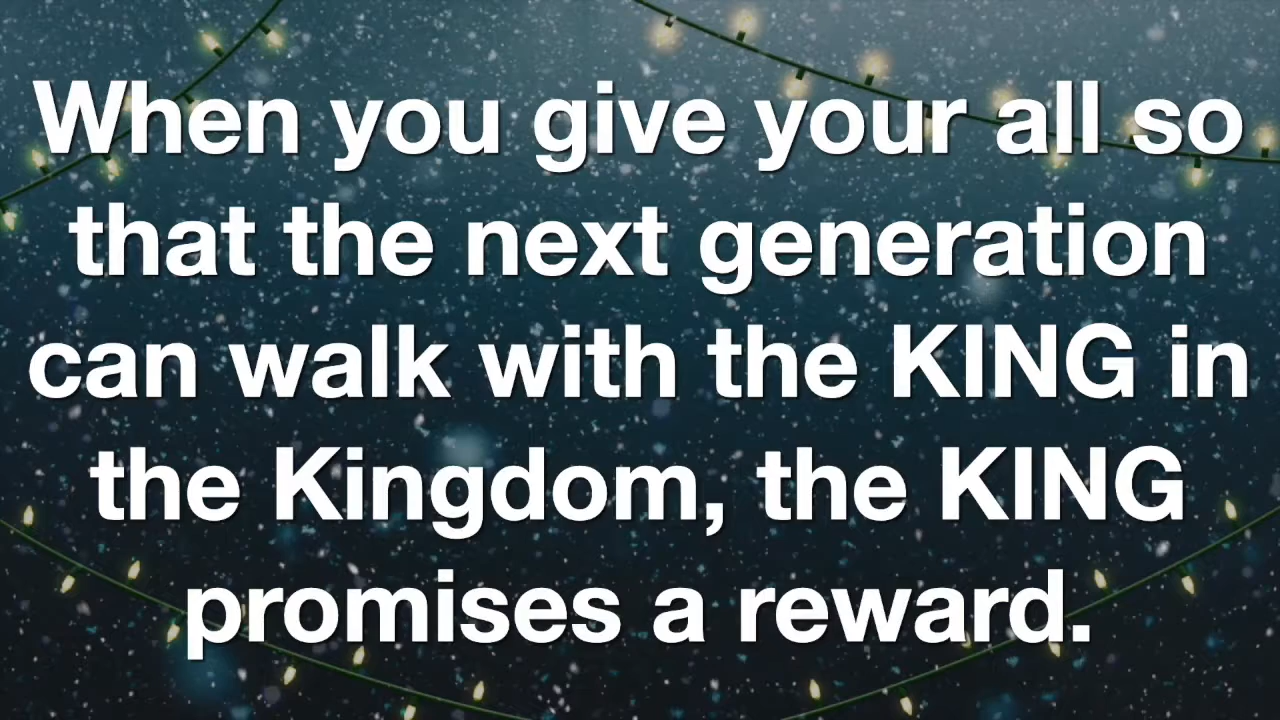 When you give your all so
that the next generation
can walk with the KING in
the Kingdom, the KING
promises a reward.